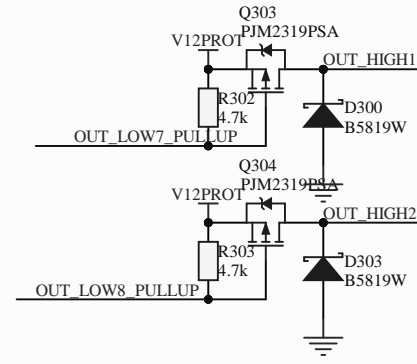 Q303
PJM2319PSA
V12PROT
OUT_HIGH1
R302
4.7k
D300
B5819W
OUT_LOW7_PULLUP
Q304
PJM2319PSA
V12PROT
OUT_HIGH2
R303
4.7k
D303
B5819W
OUT_LOW8_PULLUP